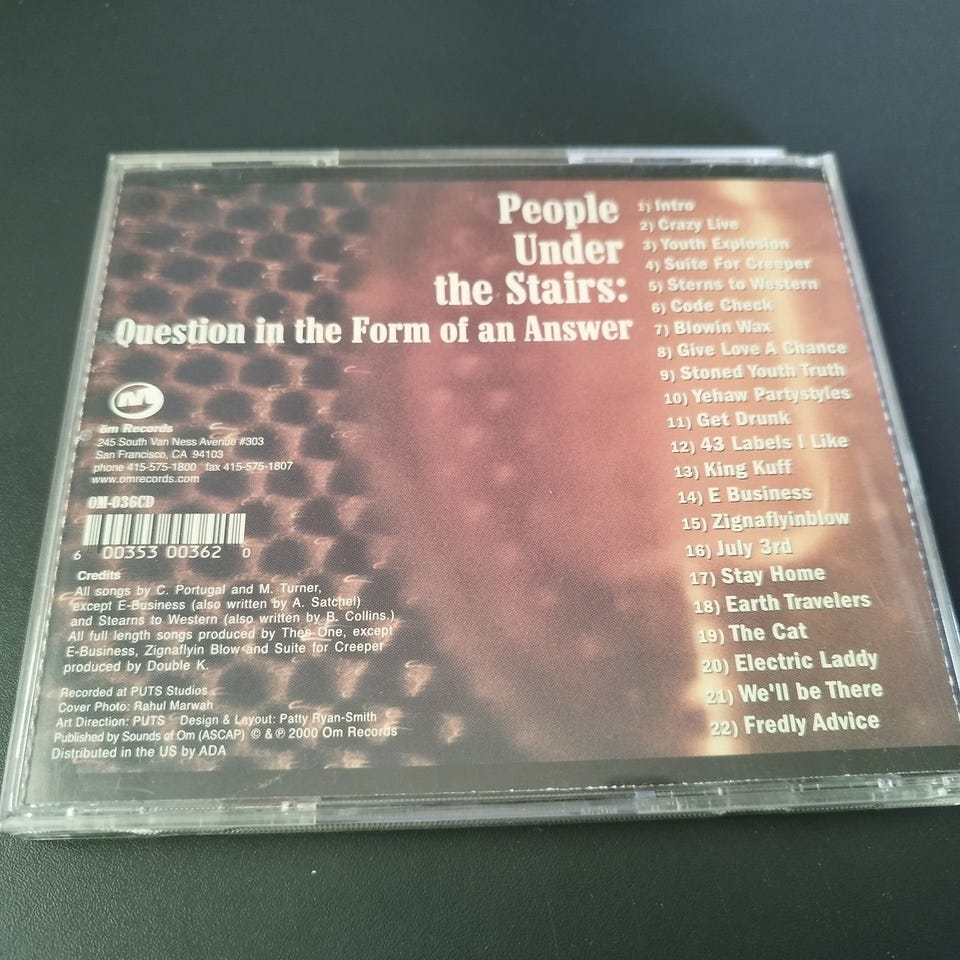 People
Under
the Stairs:
Question in the Form of an Answer
1) Intro
2) Crazy Live
3) Youth Explosion
4) Suite For Creeper
5) Sterns to Western
6) Code Check
7) Blowin Wax
8) Give Love A Chance
9) Stoned Youth Truth
10) Yehaw Partystyles
11) Get Drunk
12) 43 Labels I Like
13) King Kuff
14) E Business
15) Zignaflyinblow
16) July 3rd
17) Stay Home
18) Earth Travelers
19) The Cat
20) Electric Laddy
21) We'll be There
22) Fredly Advice
ōm Records
245 South Van Ness Avenue #303
San Francisco, CA 94103
phone 415-575-1800 fax 415-575-1807
www.omrecords.com
OM-036CD
6 00353 00362 0
Credits
All songs by C. Portugal and M. Turner,
except E-Business (also written by A. Satchel)
and Stearns to Western (also written by B. Collins.)
All full length songs produced by Thes One, except
E-Business, Zignaflyin Blow and Suite for Creeper
produced by Double K.
Recorded at PUTS Studios
Cover Photo: Rahul Marwah
Art Direction: PUTS Design & Layout: Patty Ryan-Smith
Published by Sounds of Om (ASCAP) © & ℗ 2000 Om Records
Distributed in the US by ADA